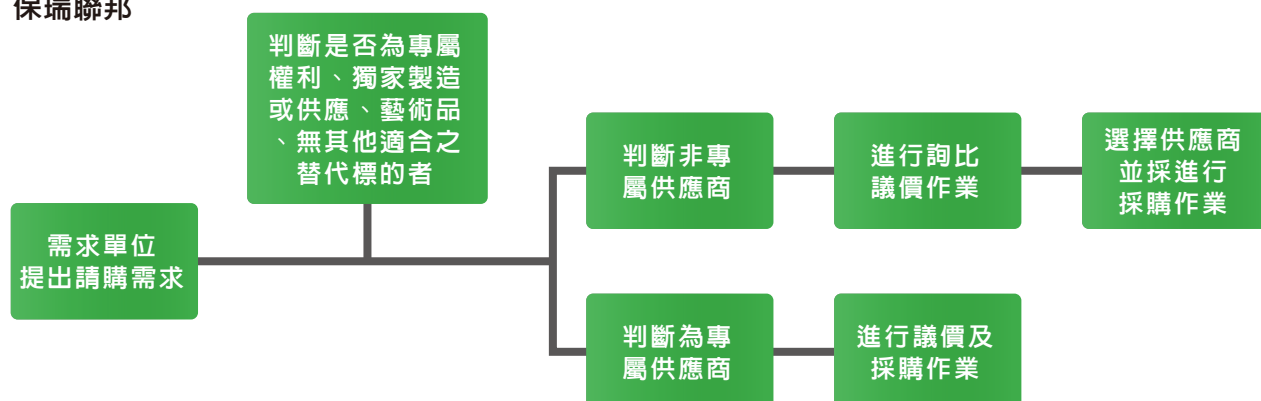 保瑞聯邦
判斷是否為專屬
權利、獨家製造
或供應、藝術品
、無其他適合之
替代標的者
需求單位
提出請購需求
判斷非專
屬供應商
進行詢比
議價作業
選擇供應商
並採進行
採購作業
判斷為專
屬供應商
進行議價及
採購作業